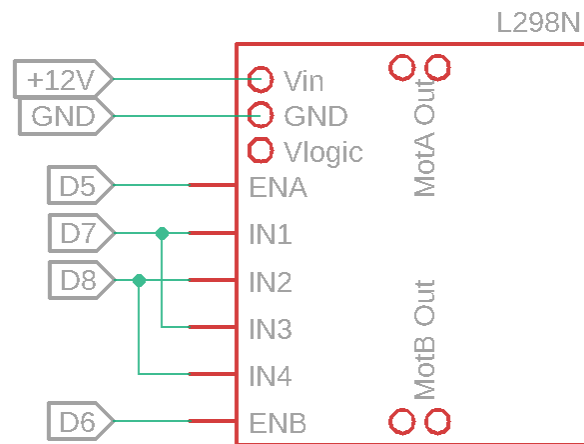 L298N
+12V
Vin
GND
GND
Vlogic
MotA Out
D5
ENA
D7
IN1
D8
IN2
IN3
MotB Out
IN4
D6
ENB